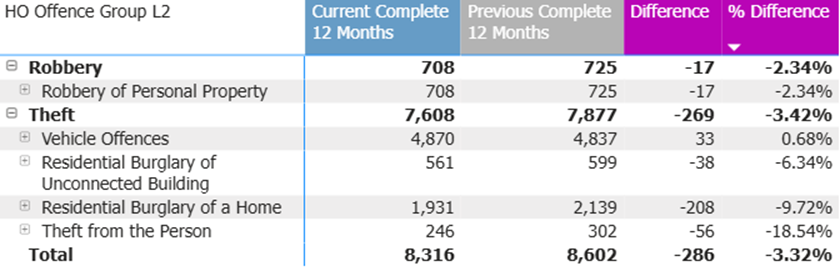 HO Offence Group L2 Current Complete 12 Months Previous Complete 12 Months Difference % Difference
Robbery 708 725 -17 -2.34%
Robbery of Personal Property 708 725 -17 -2.34%
Theft 7,608 7,877 -269 -3.42%
Vehicle Offences 4,870 4,837 33 0.68%
Residential Burglary of 561 599 -38 -6.34%
Unconnected Building
Residential Burglary of a Home 1,931 2,139 -208 -9.72%
Theft from the Person 246 302 -56 -18.54%
Total 8,316 8,602 -286 -3.32%